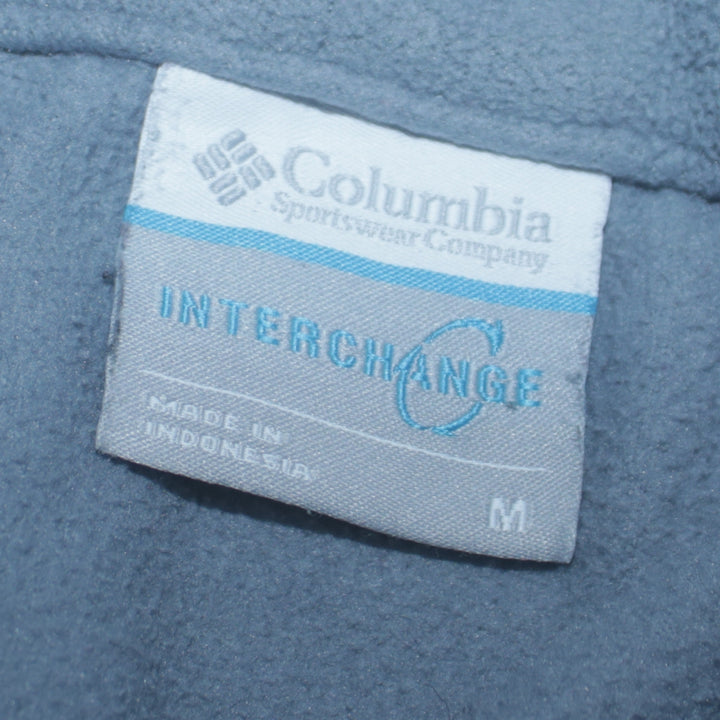 Columbia
Sportswear Company
INTERCHANGE
MADE IN
INDONESIA
M